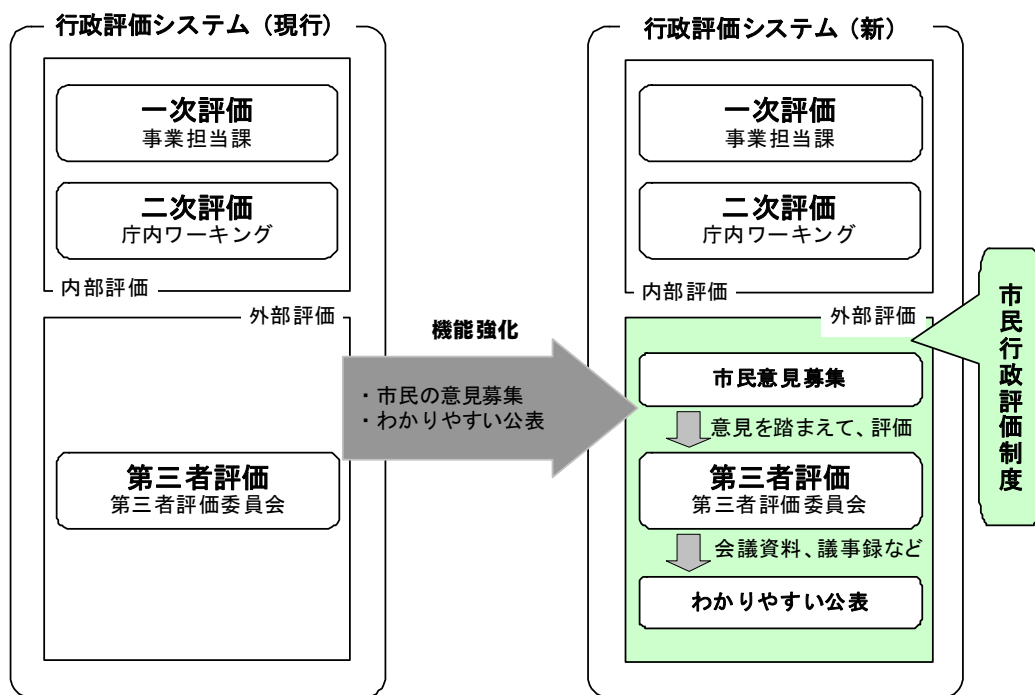 行政評価システム（現行）
一次評価
事業担当課
二次評価
庁内ワーキング
内部評価
外部評価
第三者評価
第三者評価委員会
機能強化
・市民の意見募集
・わかりやすい公表
行政評価システム（新）
一次評価
事業担当課
二次評価
庁内ワーキング
内部評価
外部評価
市民意見募集
意見を踏まえて、評価
第三者評価
第三者評価委員会
会議資料、議事録など
わかりやすい公表
市民行政評価制度